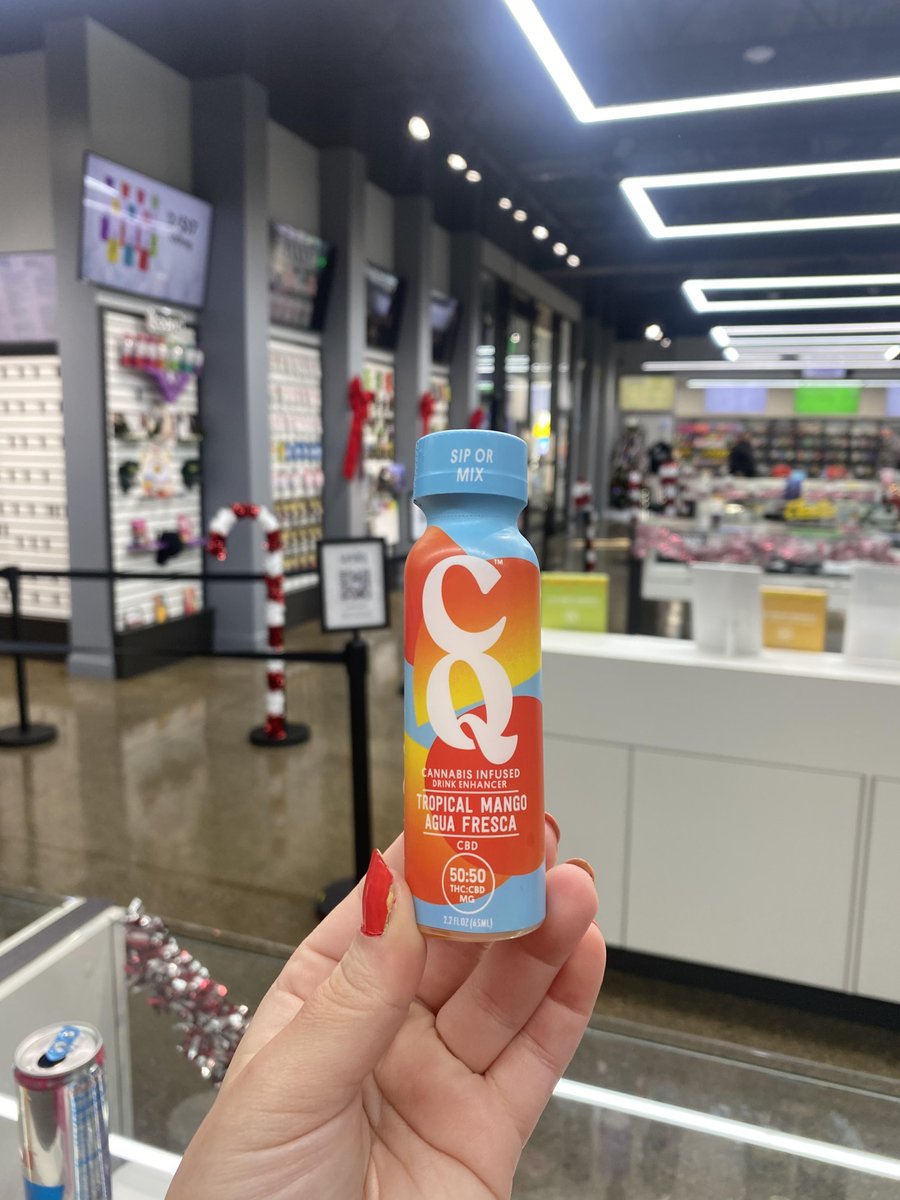 SIP OR
MIX
CQ™
CANNABIS INFUSED
DRINK ENHANCER
TROPICAL MANGO
AGUA FRESCA
CBD
50:50
THC:CBD
MG
2.2 FL OZ (65ML)